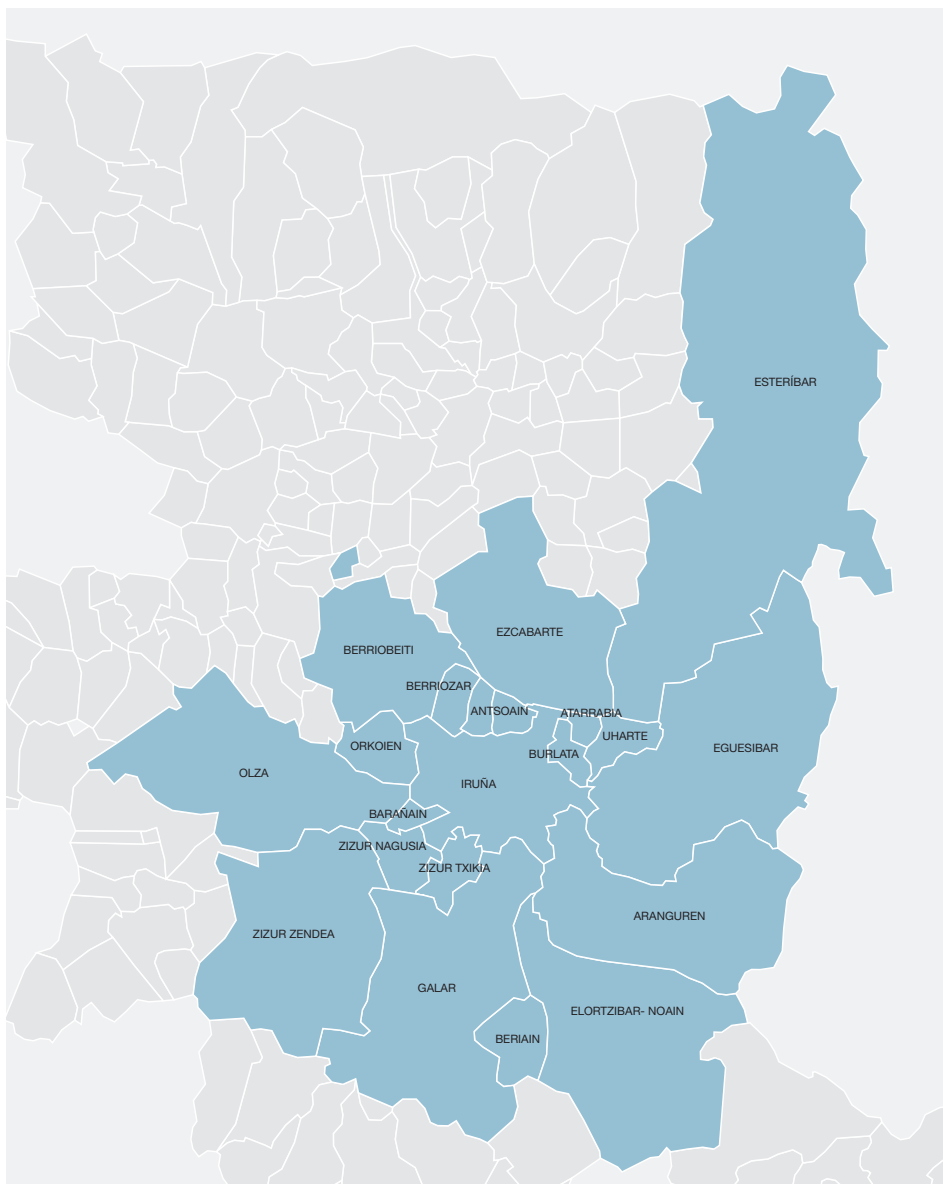 ESTERÍBAR
EZCABARTE
BERRIOBEITI
BERRIOZAR
ANTSOAIN
ATARRABIA
UHARTE
ORKOIEN
BURLATA
EGUESIBAR
OLZA
IRUÑA
BARAÑAIN
ZIZUR NAGUSIA
ZIZUR TXIKiA
ARANGUREN
ZIZUR ZENDEA
GALAR
ELORTZIBAR- NOAIN
BERIAIN